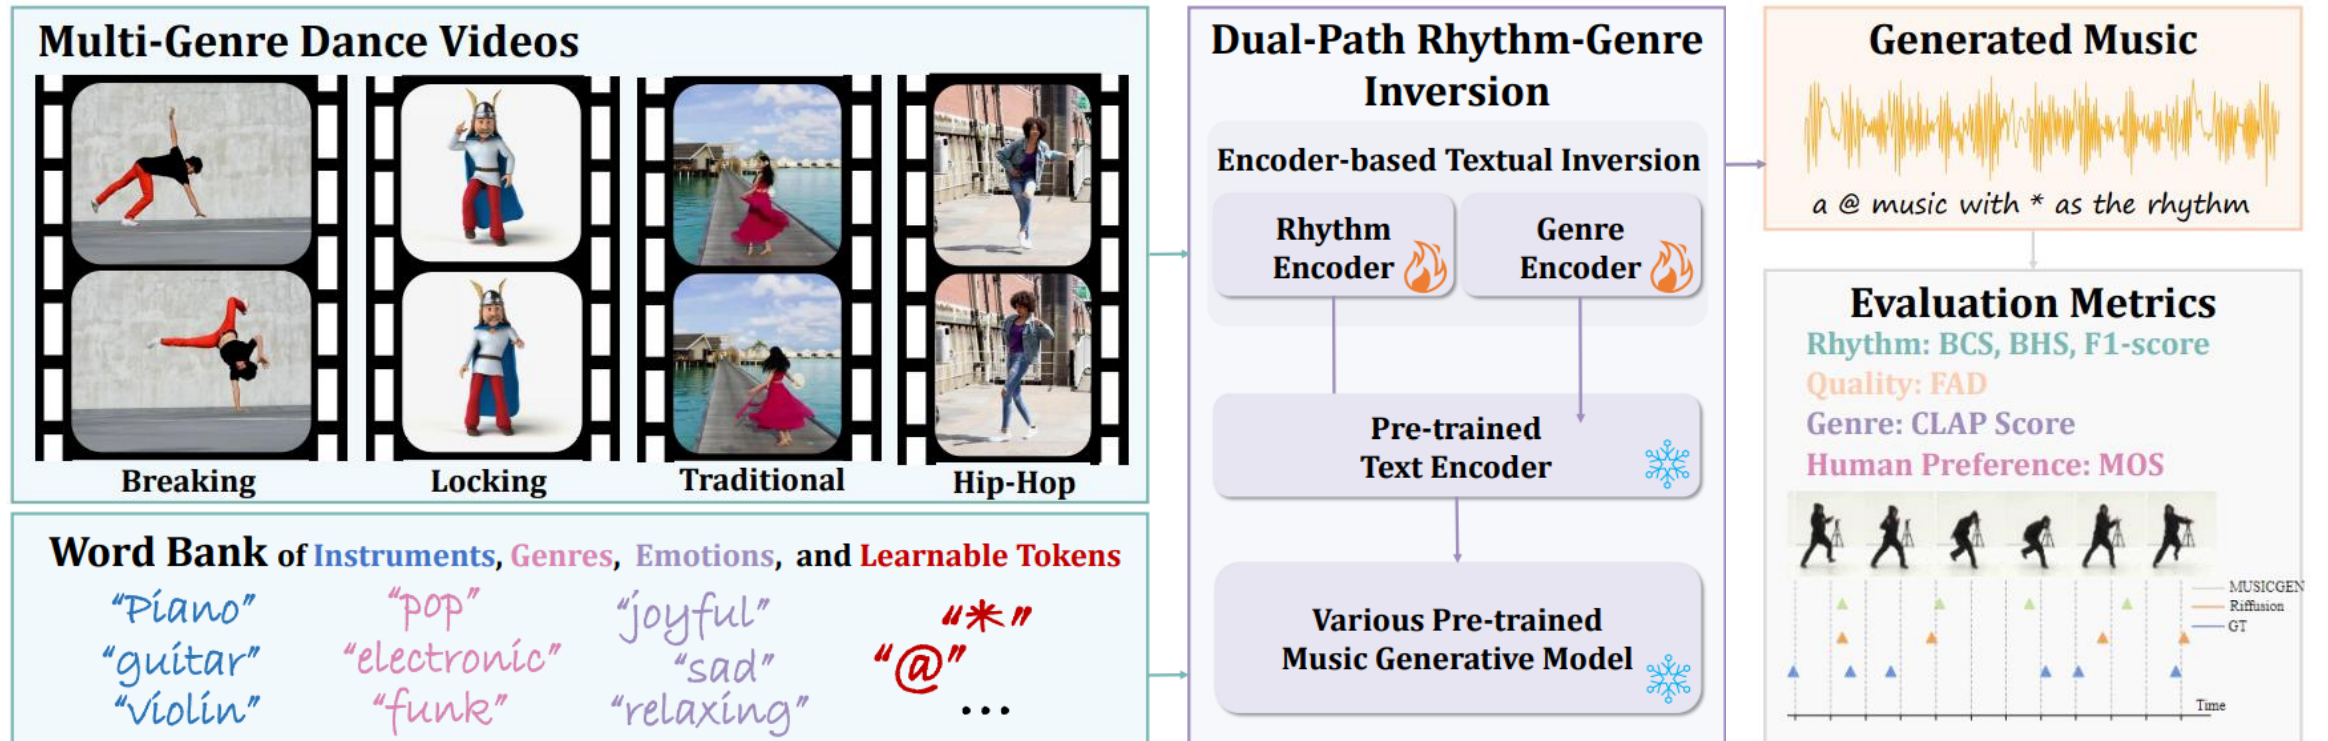 Multi-Genre Dance Videos
Breaking
Locking
Traditional
Hip-Hop
Word Bank of Instruments, Genres, Emotions, and Learnable Tokens
“Piano”
“pop”
“joyful”
“*”
“guitar”
“electronic”
“sad”
“@”
“violin”
“funk”
“relaxing”
...
Dual-Path Rhythm-Genre
Inversion
Encoder-based Textual Inversion
Rhythm
Encoder
Genre
Encoder
Pre-trained
Text Encoder
Various Pre-trained
Music Generative Model
Generated Music
a @ music with * as the rhythm
Evaluation Metrics
Rhythm: BCS, BHS, F1-score
Quality: FAD
Genre: CLAP Score
Human Preference: MOS
MUSICGEN
Riffusion
GT
Time